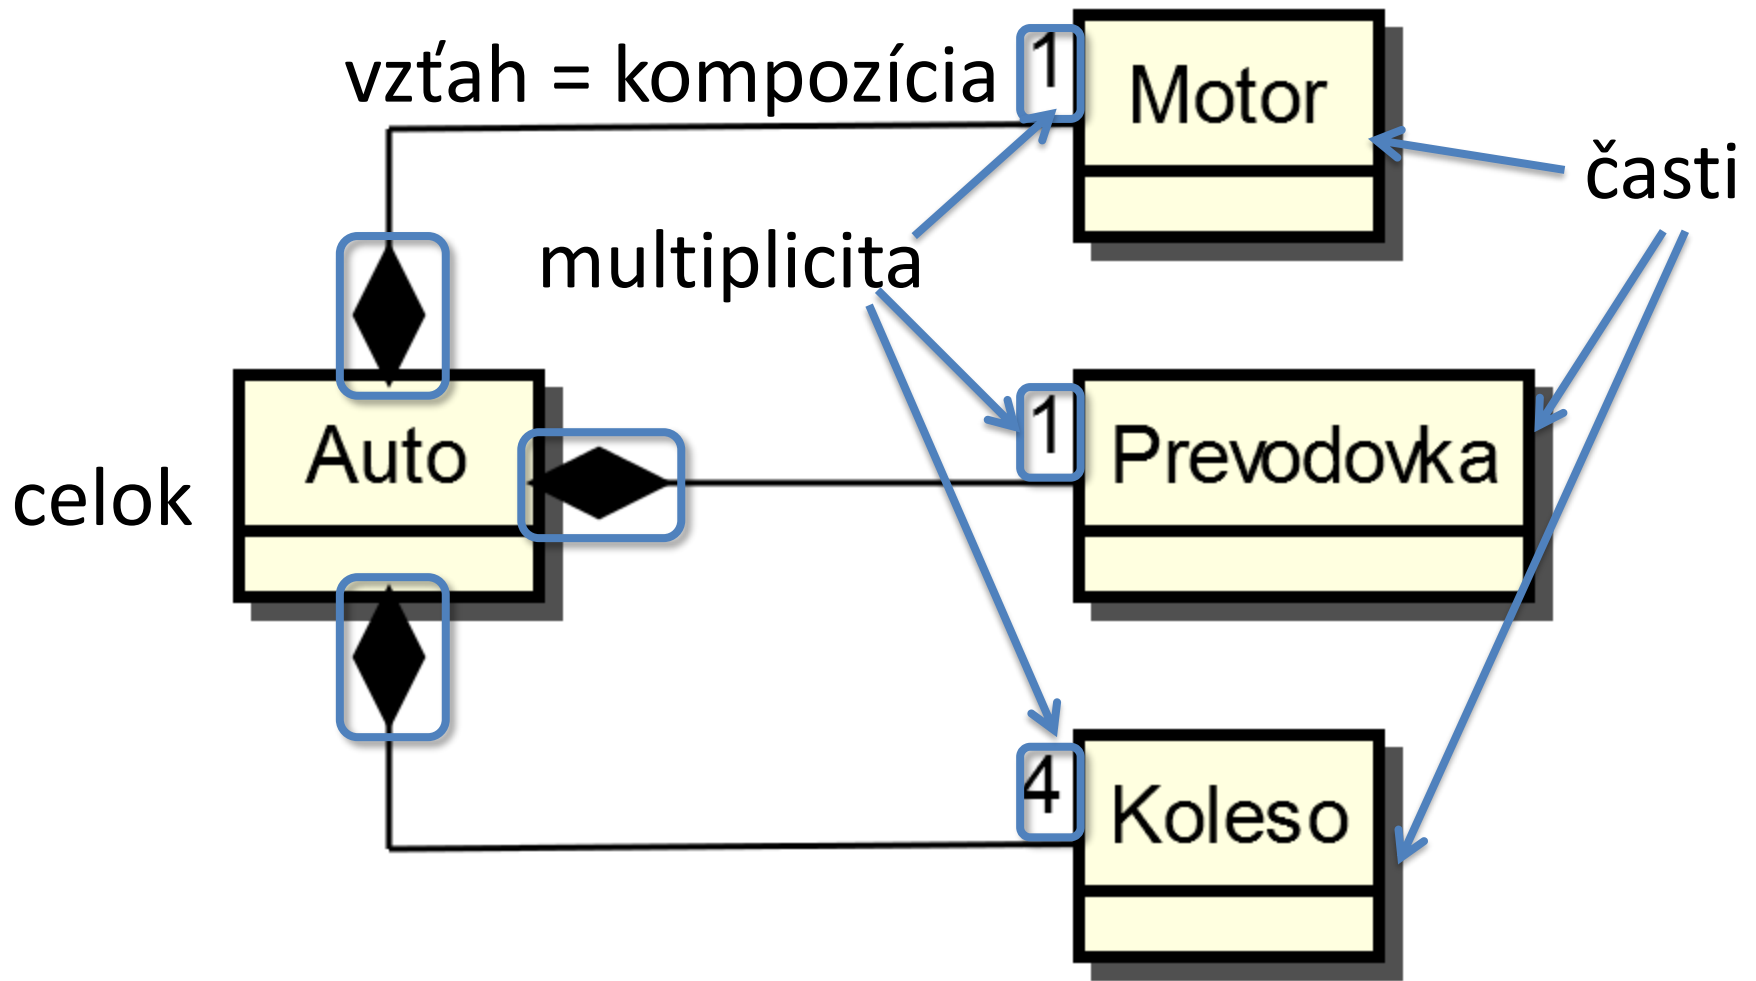 vzťah = kompozícia
1
Motor
časti
multiplicita
celok
Auto
1
Prevodovka
4
Koleso